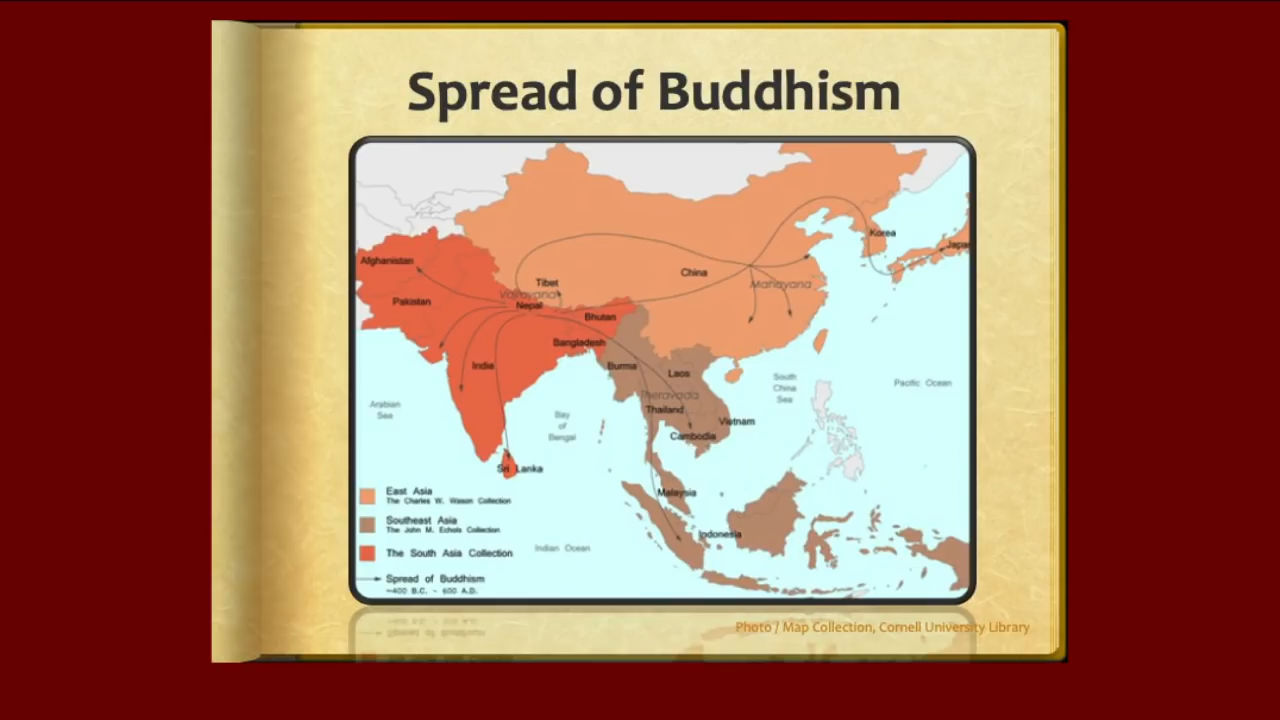 Spread of Buddhism
Afghanistan
Pakistan
Tibet
Vajrayana
Nepal
Bhutan
Bangladesh
India
Sri Lanka
China
Mahayana
Korea
Burma
Laos
Theravada
Thailand
Vietnam
Cambodia
Malaysia
Indonesia
Arabian
Sea
Bay
of
Bengal
South
China
Sea
Pacific Ocean
Indian Ocean
East Asia
The Charles W. Wason Collection
Southeast Asia
The John M. Echols Collection
The South Asia Collection
Spread of Buddhism
~400 B.C. - 600 A.D.
Photo / Map Collection, Cornell University Library